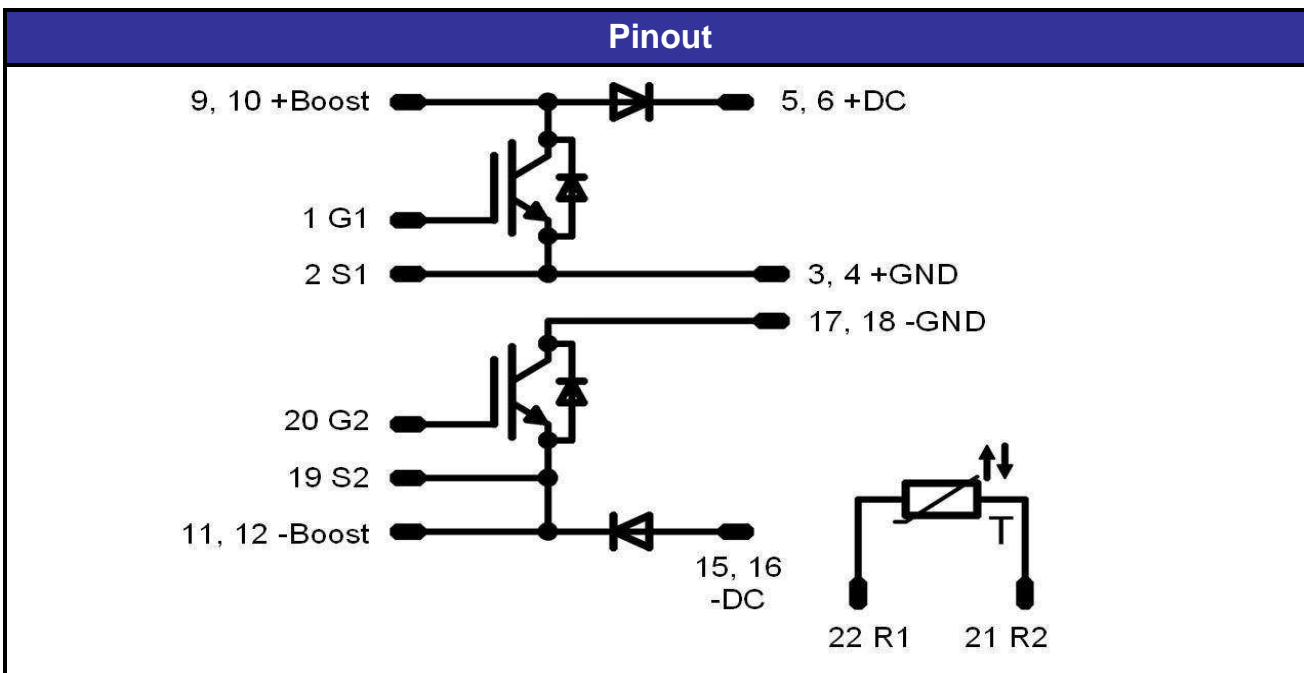 Pinout
9, 10 +Boost
5, 6 +DC
1 G1
2 S1
3, 4 +GND
17, 18 -GND
20 G2
19 S2
11, 12 -Boost
15, 16
-DC
T
22 R1
21 R2